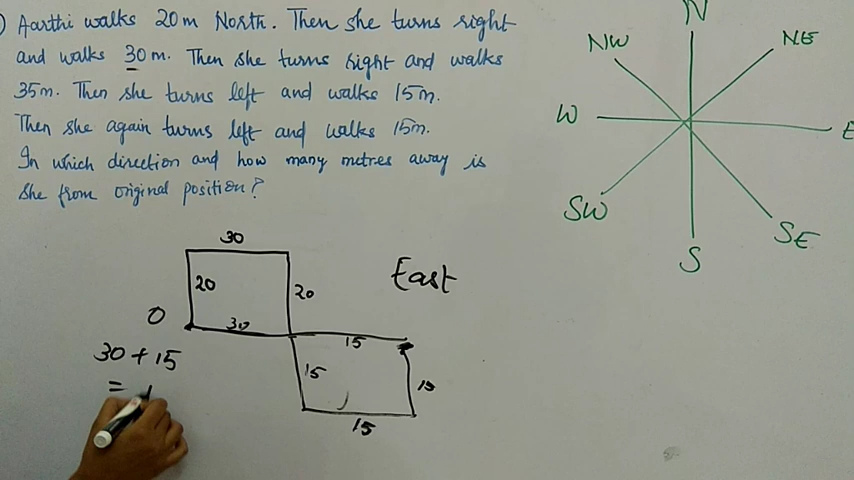 ) Aarthi walks 20m North. Then she turns right
and walks 30m. Then she turns right and walks
35m. Then she turns left and walks 15m.
Then she again turns left and walks 15m.
In which direction and how many metres away is
she from original position?
N
NW
NE
W
E
SW
SE
S
30
20
20
East
O
30
15
30 + 15
15
15
=
15